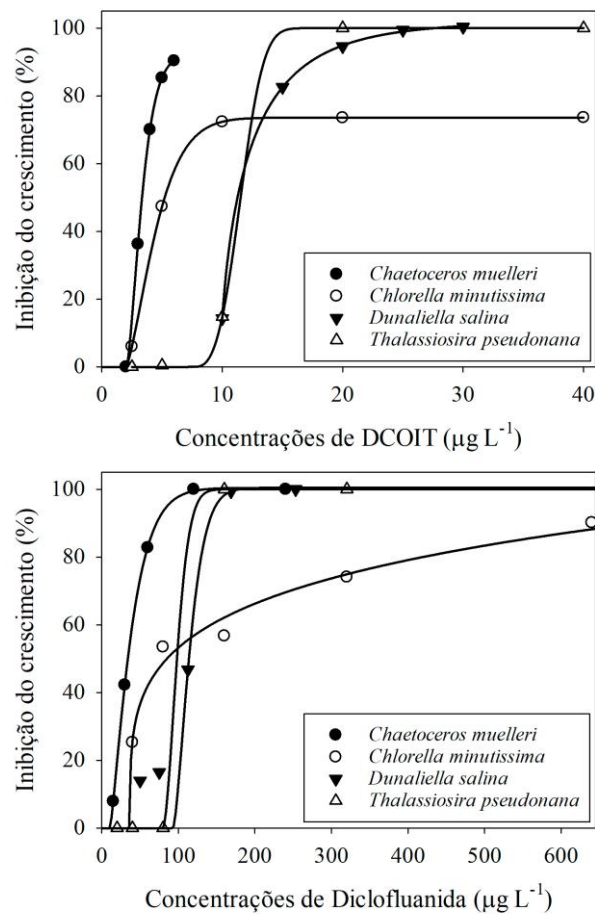 Inibição do crescimento (%)
100
80
60
40
20
0
Chaetoceros muelleri
Chlorella minutissima
Dunaliella salina
Thalassiosira pseudonana
0 10 20 30 40
Concentrações de DCOIT (µg L⁻¹)
Inibição do crescimento (%)
100
80
60
40
20
0
Chaetoceros muelleri
Chlorella minutissima
Dunaliella salina
Thalassiosira pseudonana
0 100 200 300 400 500 600
Concentrações de Diclofluanida (µg L⁻¹)